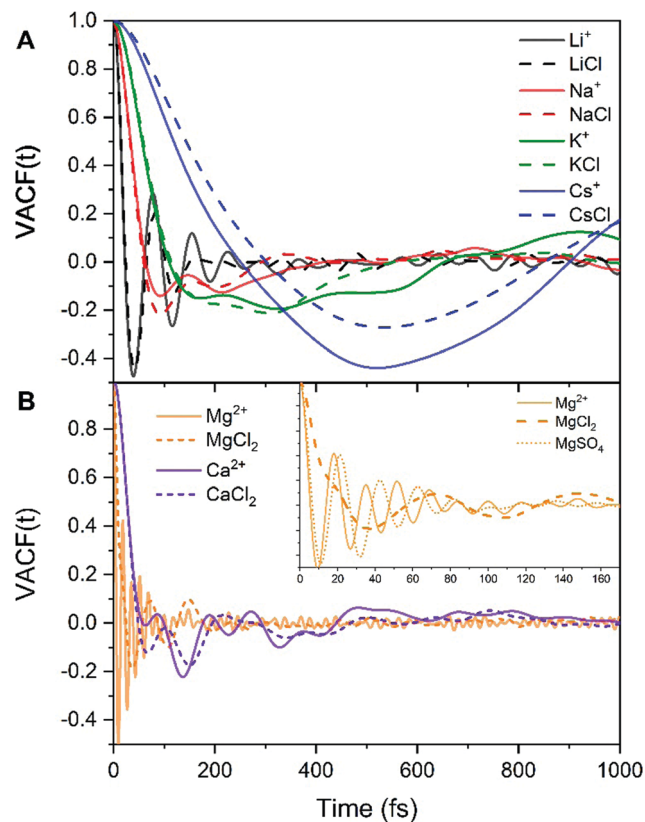 A
1.0
0.8
0.6
0.4
0.2
0.0
-0.2
-0.4
VACF(t)
Li⁺
LiCl
Na⁺
NaCl
K⁺
KCl
Cs⁺
CsCl
B
0.8
0.6
0.4
0.2
0.0
-0.2
-0.4
VACF(t)
Mg²⁺
MgCl₂
Ca²⁺
CaCl₂
Mg²⁺
MgCl₂
MgSO₄
0 20 40 60 80 100 120 140 160
0 200 400 600 800 1000
Time (fs)